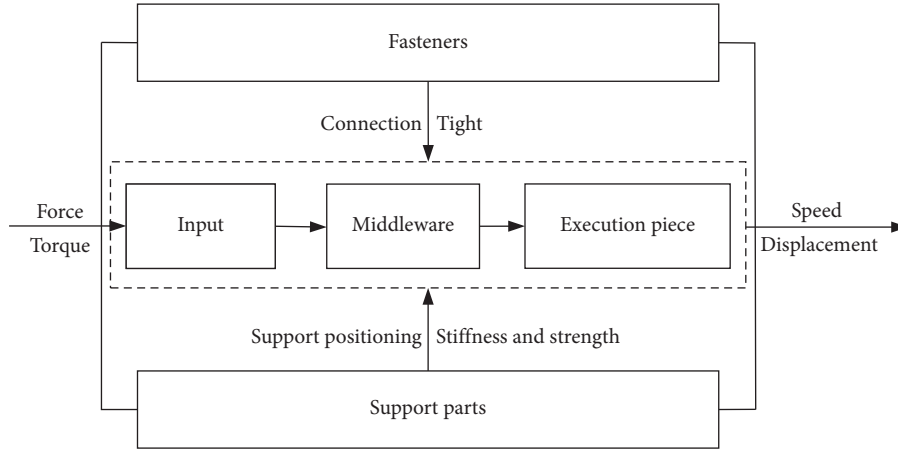 Fasteners
Connection Tight
Force
Torque
Input
Middleware
Execution piece
Speed
Displacement
Support positioning Stiffness and strength
Support parts